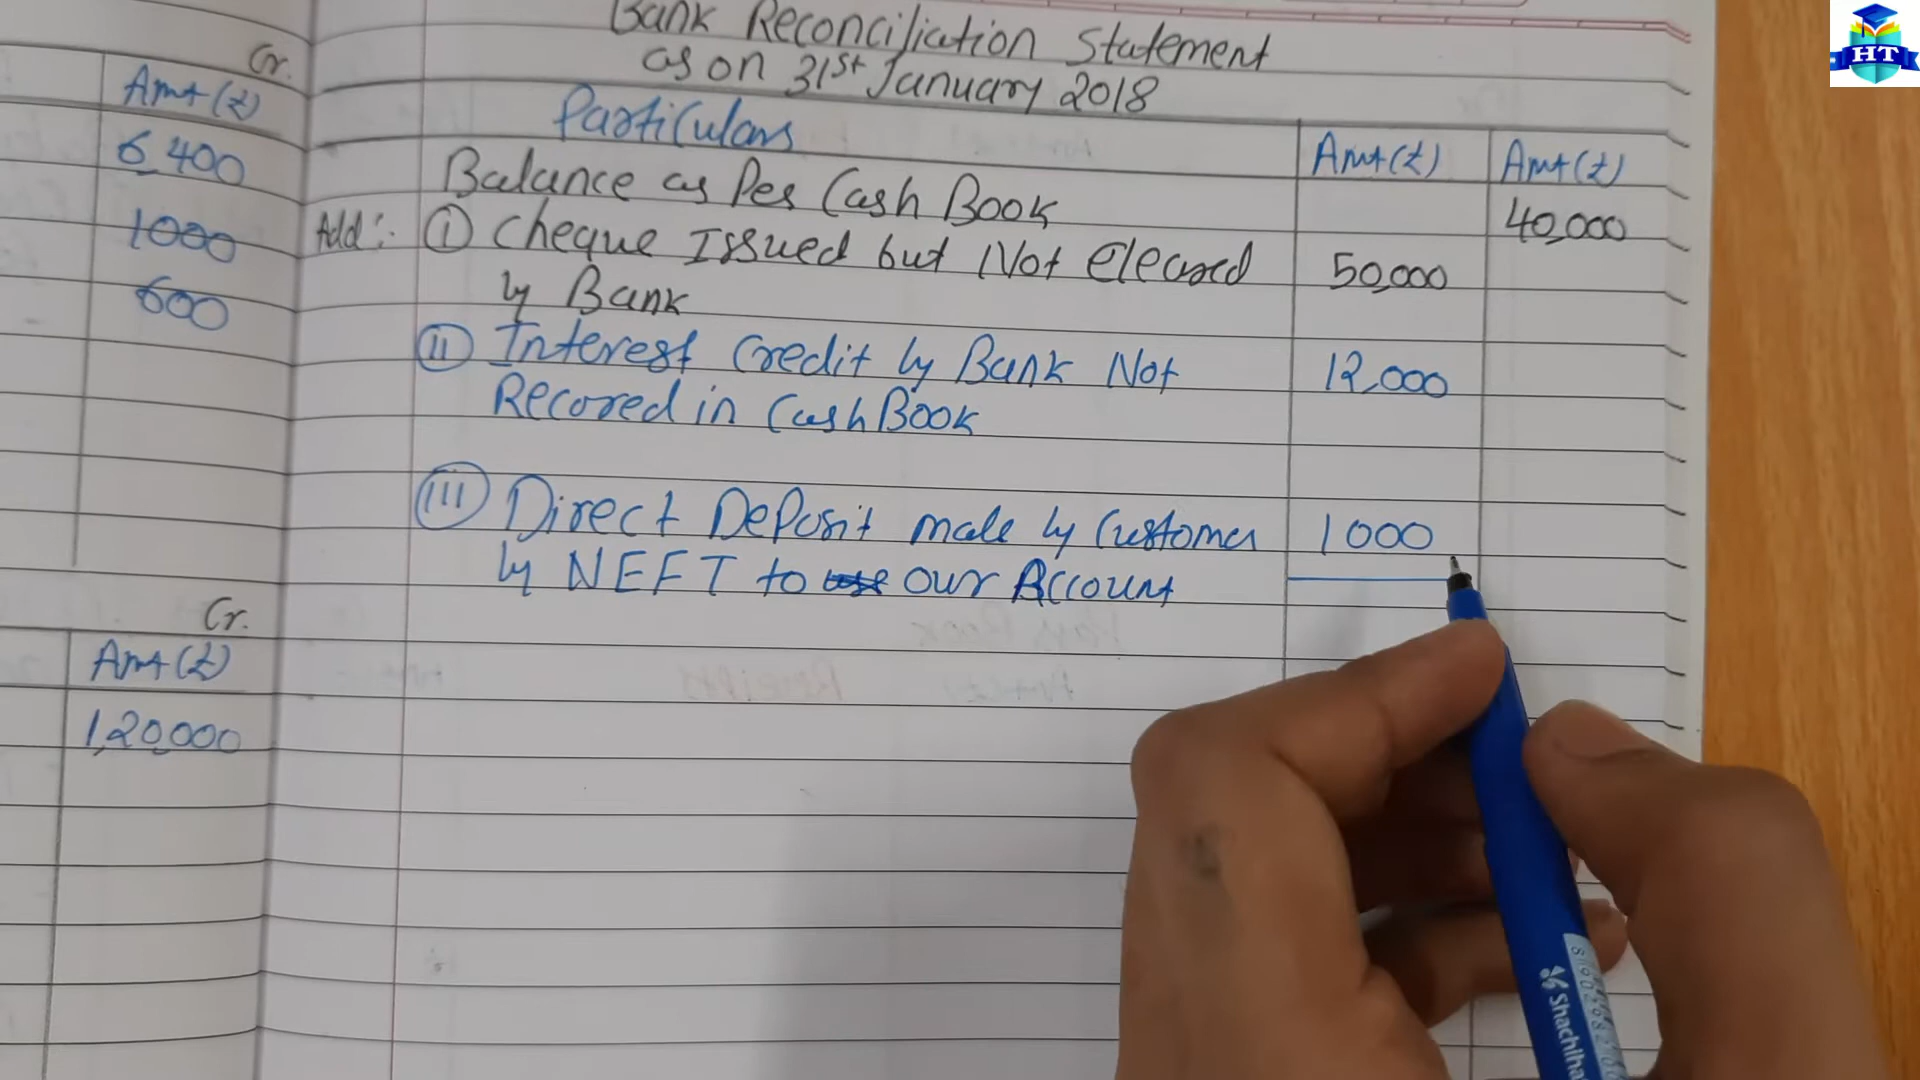 Cr.
Amt (₹)
6,400
1000
600
Cr.
Amt (₹)
1,20,000
Bank Reconciliation Statement
as on 31st January 2018
Particulars Amt (₹) Amt (₹)
Balance as Per Cash Book 40,000
Add:- (i) Cheque Issued but Not Cleared 50,000
by Bank
(ii) Interest Credit by Bank Not 12,000
Recored in Cash Book
(iii) Direct Deposit made by Customer 1000
by NEFT to our Account
HT
Shachiha